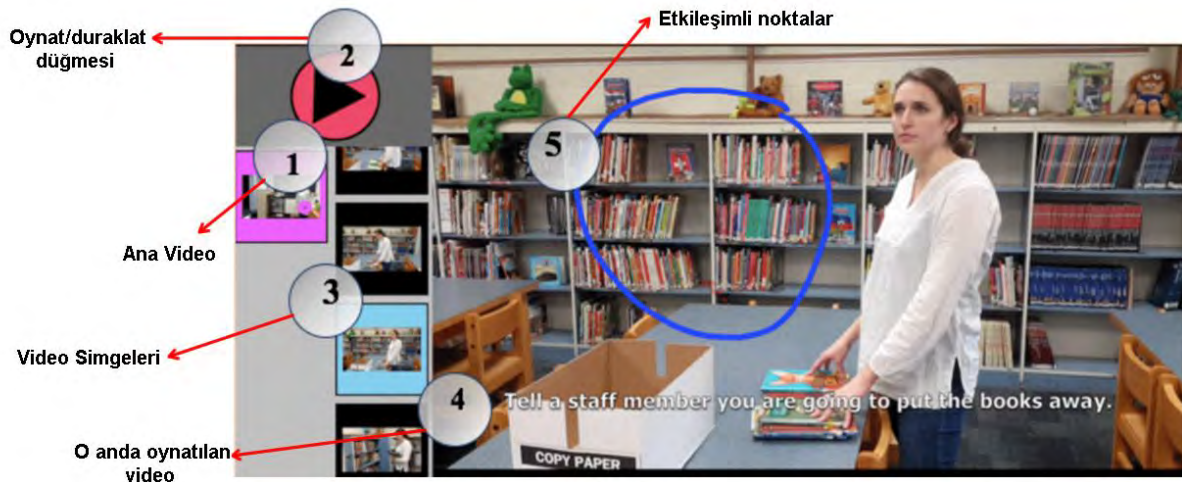 Etkileşimli noktalar
Oynat/duraklat
düğmesi
2
1
5
Ana Video
3
Video Simgeleri
4
Tell a staff member you are going to put the books away.
O anda oynatılan
video
COPY PAPER